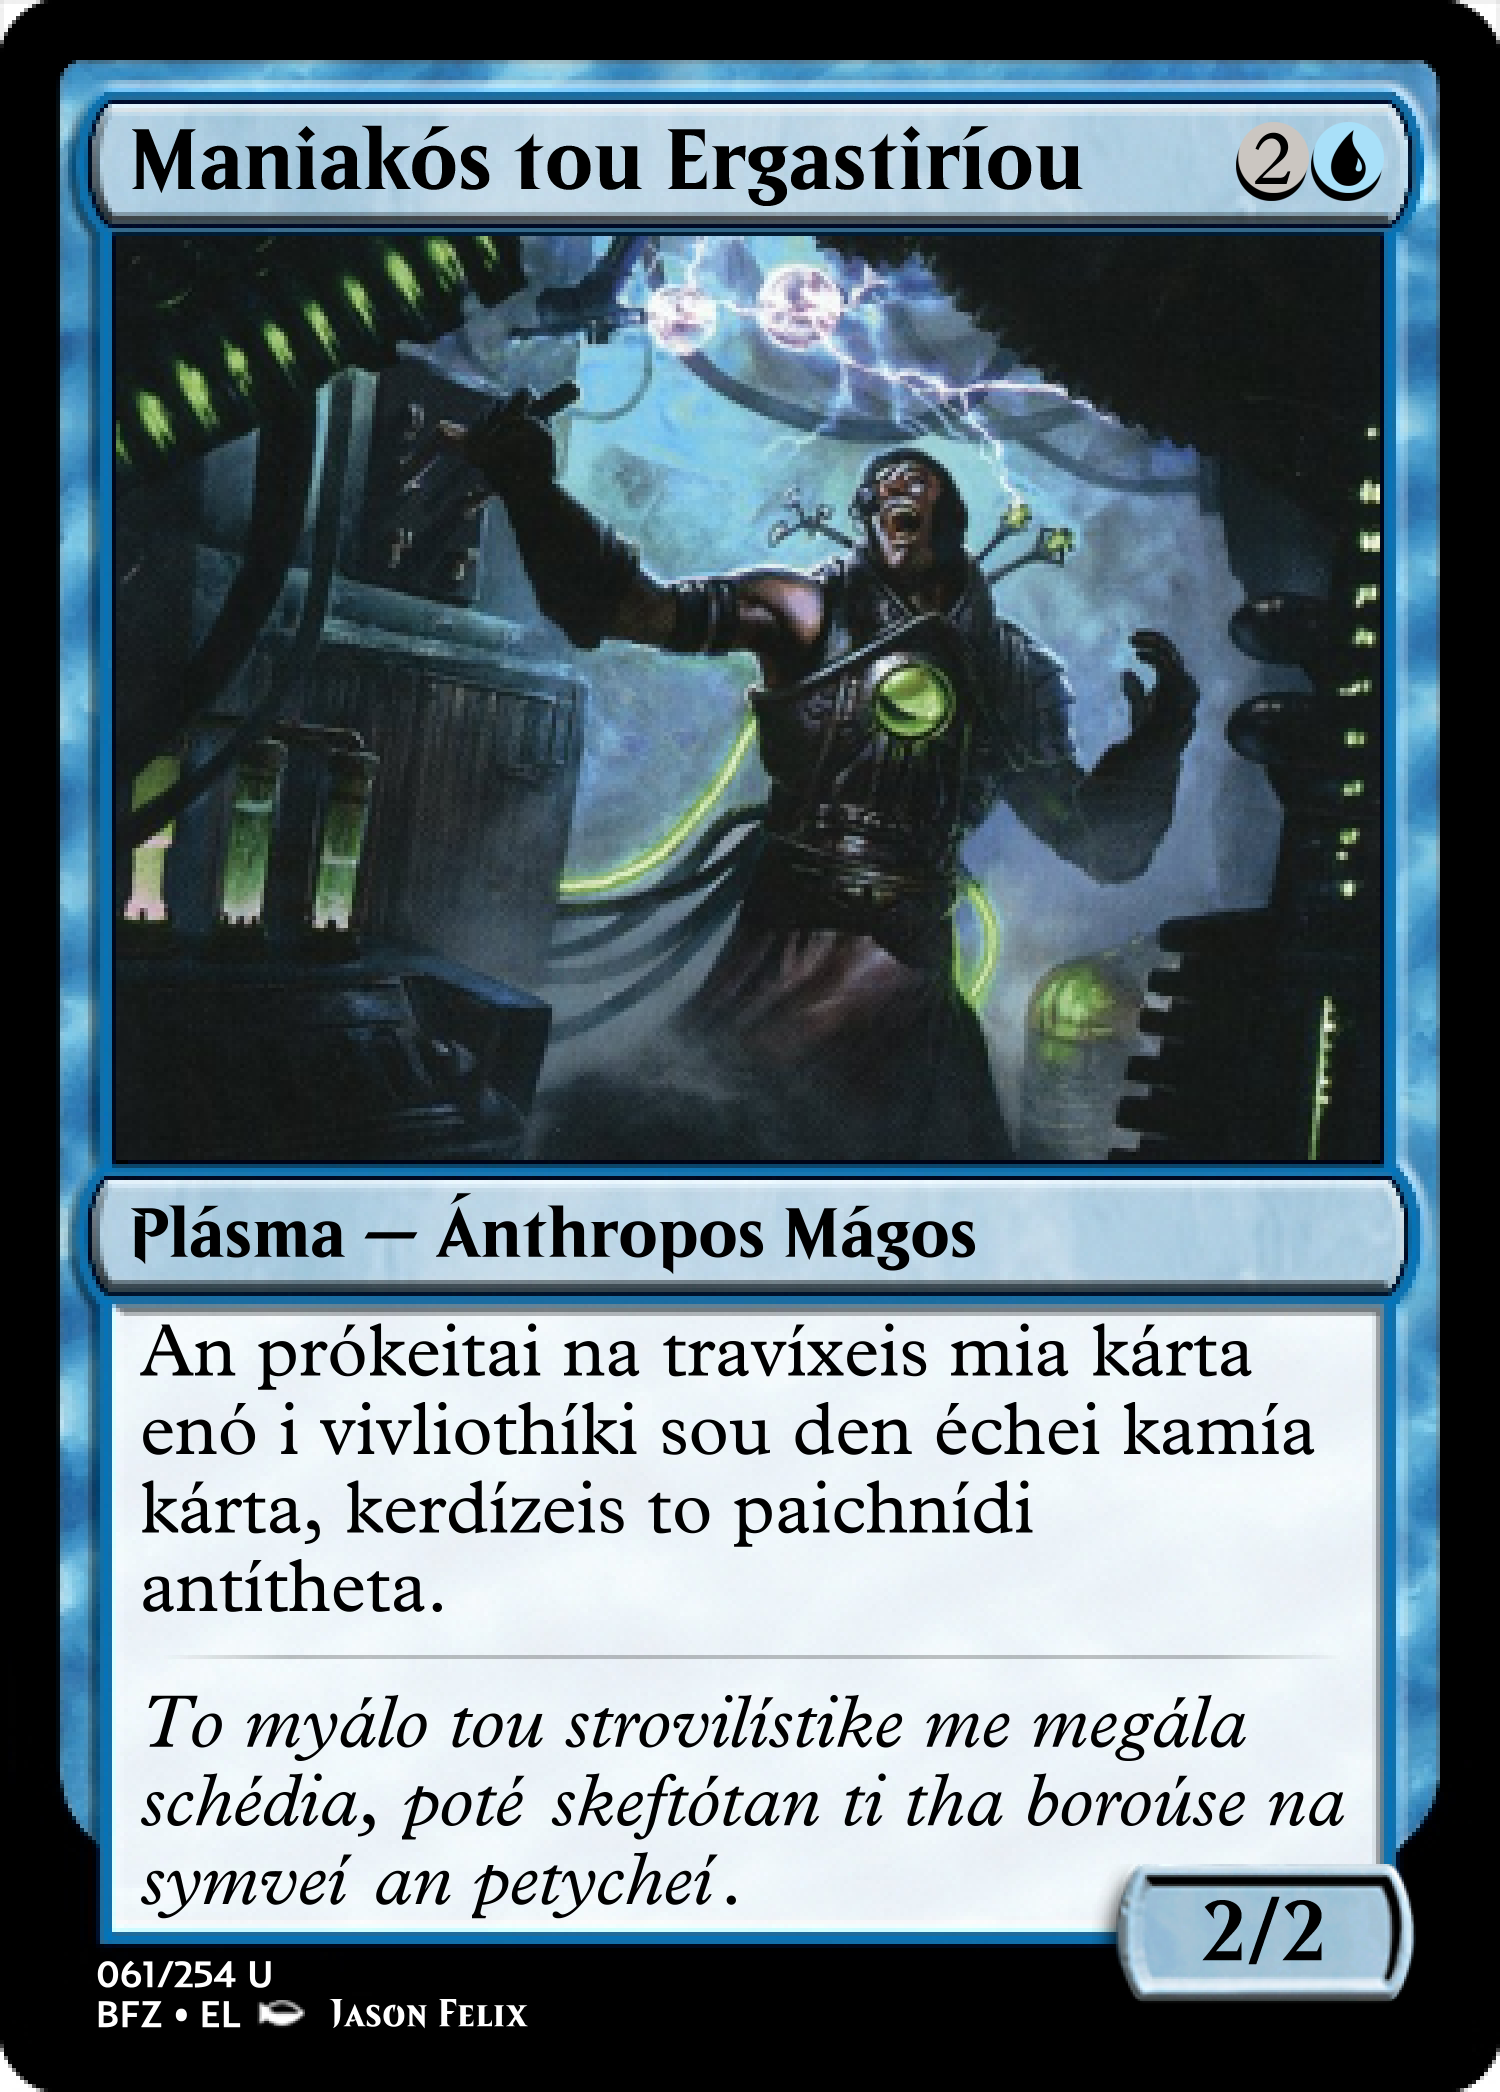 Maniakós tou Ergastiríou 2
Plásma — Ánthropos Mágos
An prókeitai na travíxeis mia kárta
enó i vivliothíki sou den échei kamía
kárta, kerdízeis to paichnídi
antítheta.
To myálo tou strovilístike me megála
schédia, poté skeftótan ti tha boroúse na
symveí an petycheí.
2/2
061/254 U
BFZ • EL Jason Felix